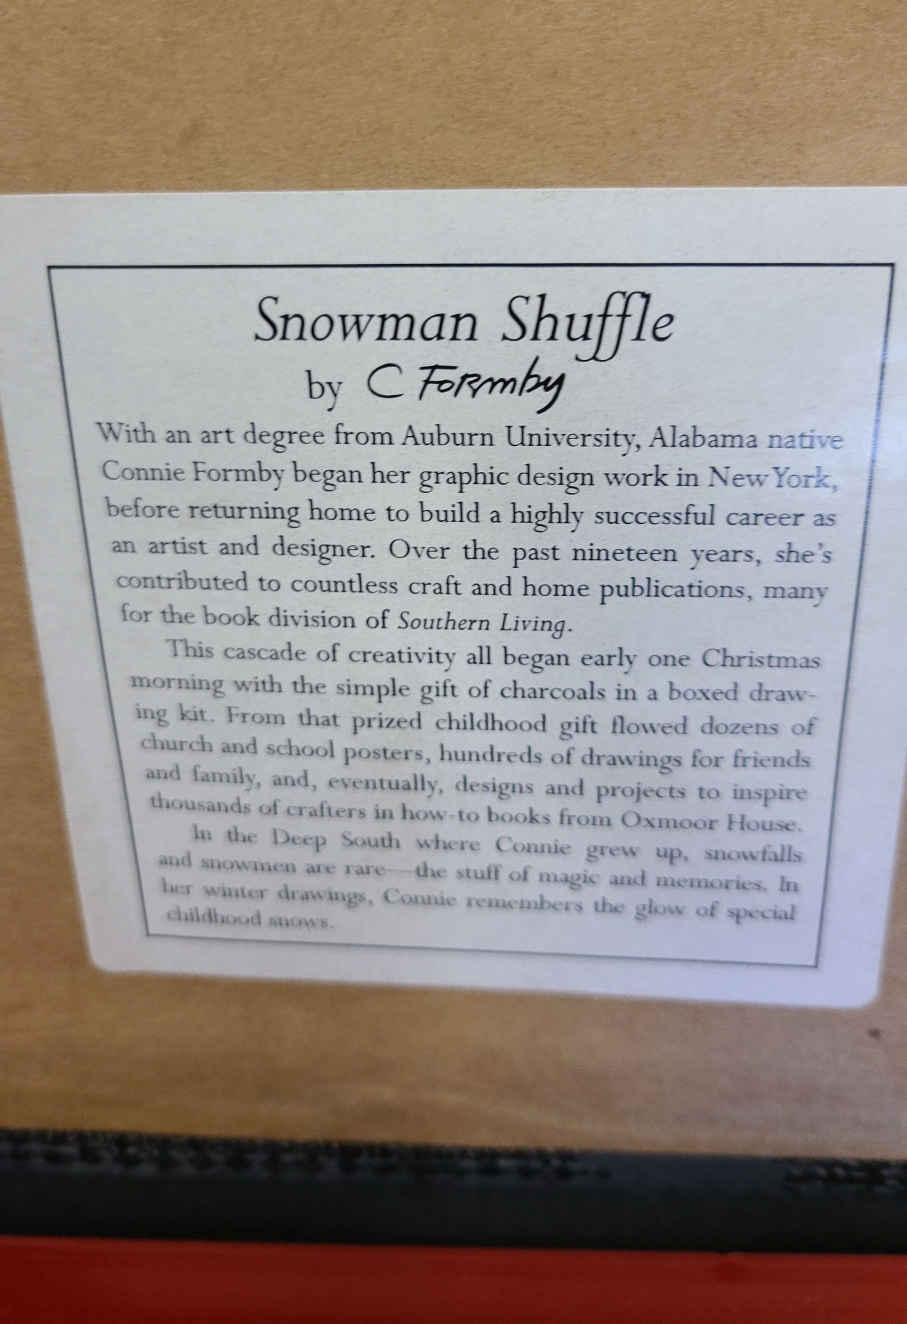 Snowman Shuffle
by C Formby
With an art degree from Auburn University, Alabama native
Connie Formby began her graphic design work in New York,
before returning home to build a highly successful career as
an artist and designer. Over the past nineteen years, she's
contributed to countless craft and home publications, many
for the book division of Southern Living.
This cascade of creativity all began early one Christmas
morning with the simple gift of charcoals in a boxed draw-
ing kit. From that prized childhood gift flowed dozens of
church and school posters, hundreds of drawings for friends
and family, and, eventually, designs and projects to inspire
thousands of crafters in how-to books from Oxmoor House.
In the Deep South where Connie grew up, snowfalls
and snowmen are rare—the stuff of magic and memories. In
her winter drawings, Connie remembers the glow of special
childhood snows.